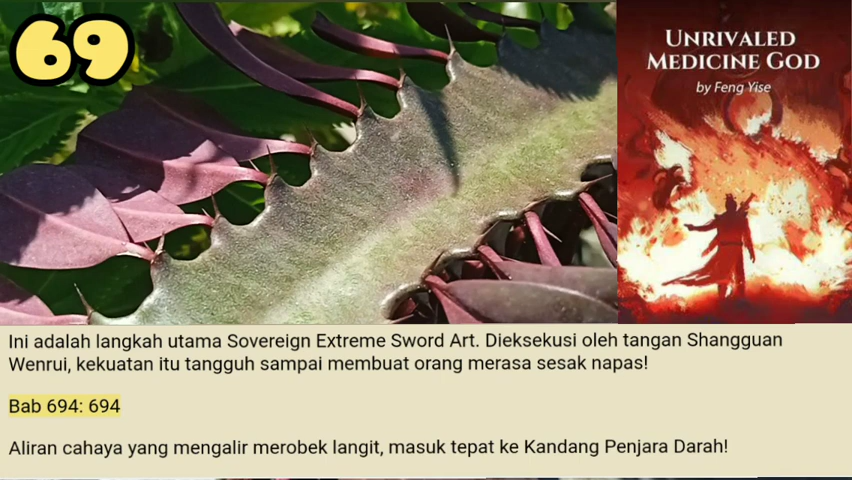 69
UNRIVALED
MEDICINE GOD
by Feng Yise
Ini adalah langkah utama Sovereign Extreme Sword Art. Dieksekusi oleh tangan Shangguan
Wenrui, kekuatan itu tangguh sampai membuat orang merasa sesak napas!
Bab 694: 694
Aliran cahaya yang mengalir merobek langit, masuk tepat ke Kandang Penjara Darah!